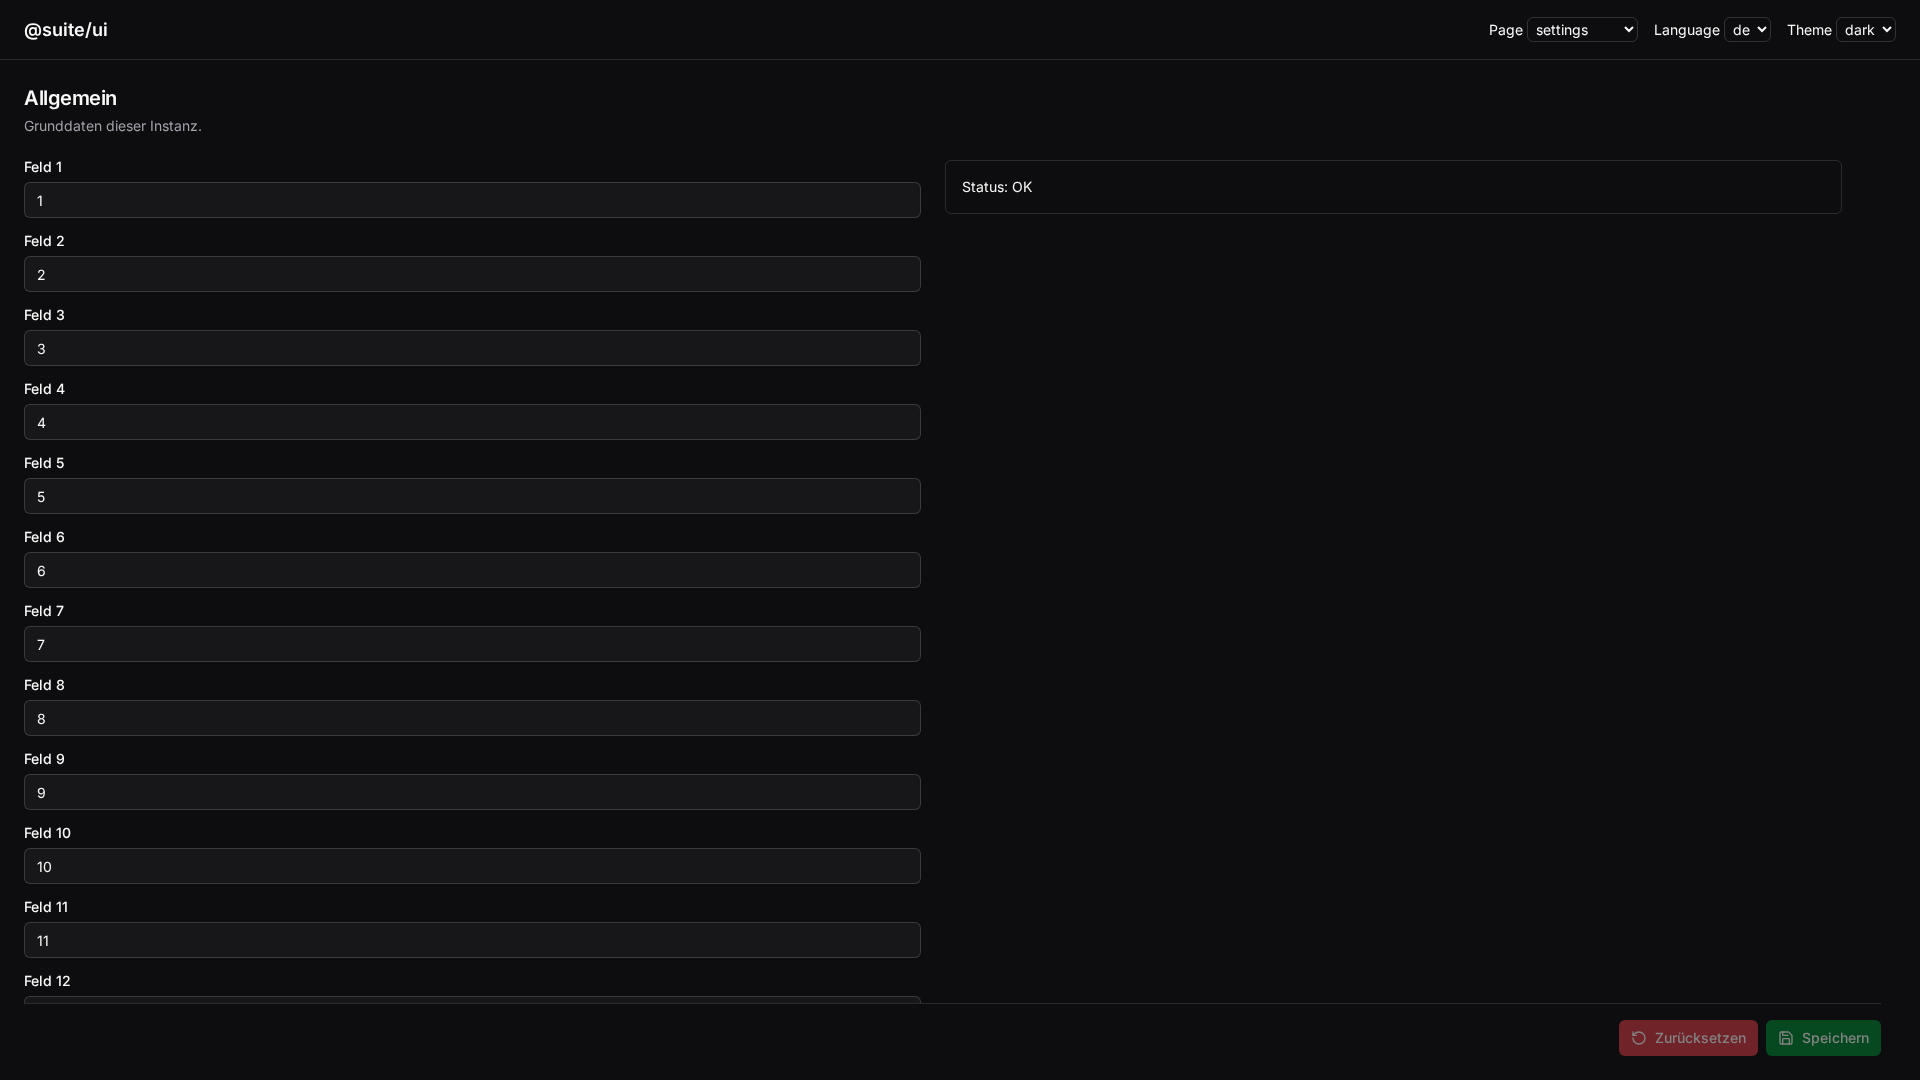 @suite/ui
Page settings Language de Theme dark
Allgemein
Grunddaten dieser Instanz.
Feld 1
1
Status: OK
Feld 2
2
Feld 3
3
Feld 4
4
Feld 5
5
Feld 6
6
Feld 7
7
Feld 8
8
Feld 9
9
Feld 10
10
Feld 11
11
Feld 12
Zurücksetzen Speichern